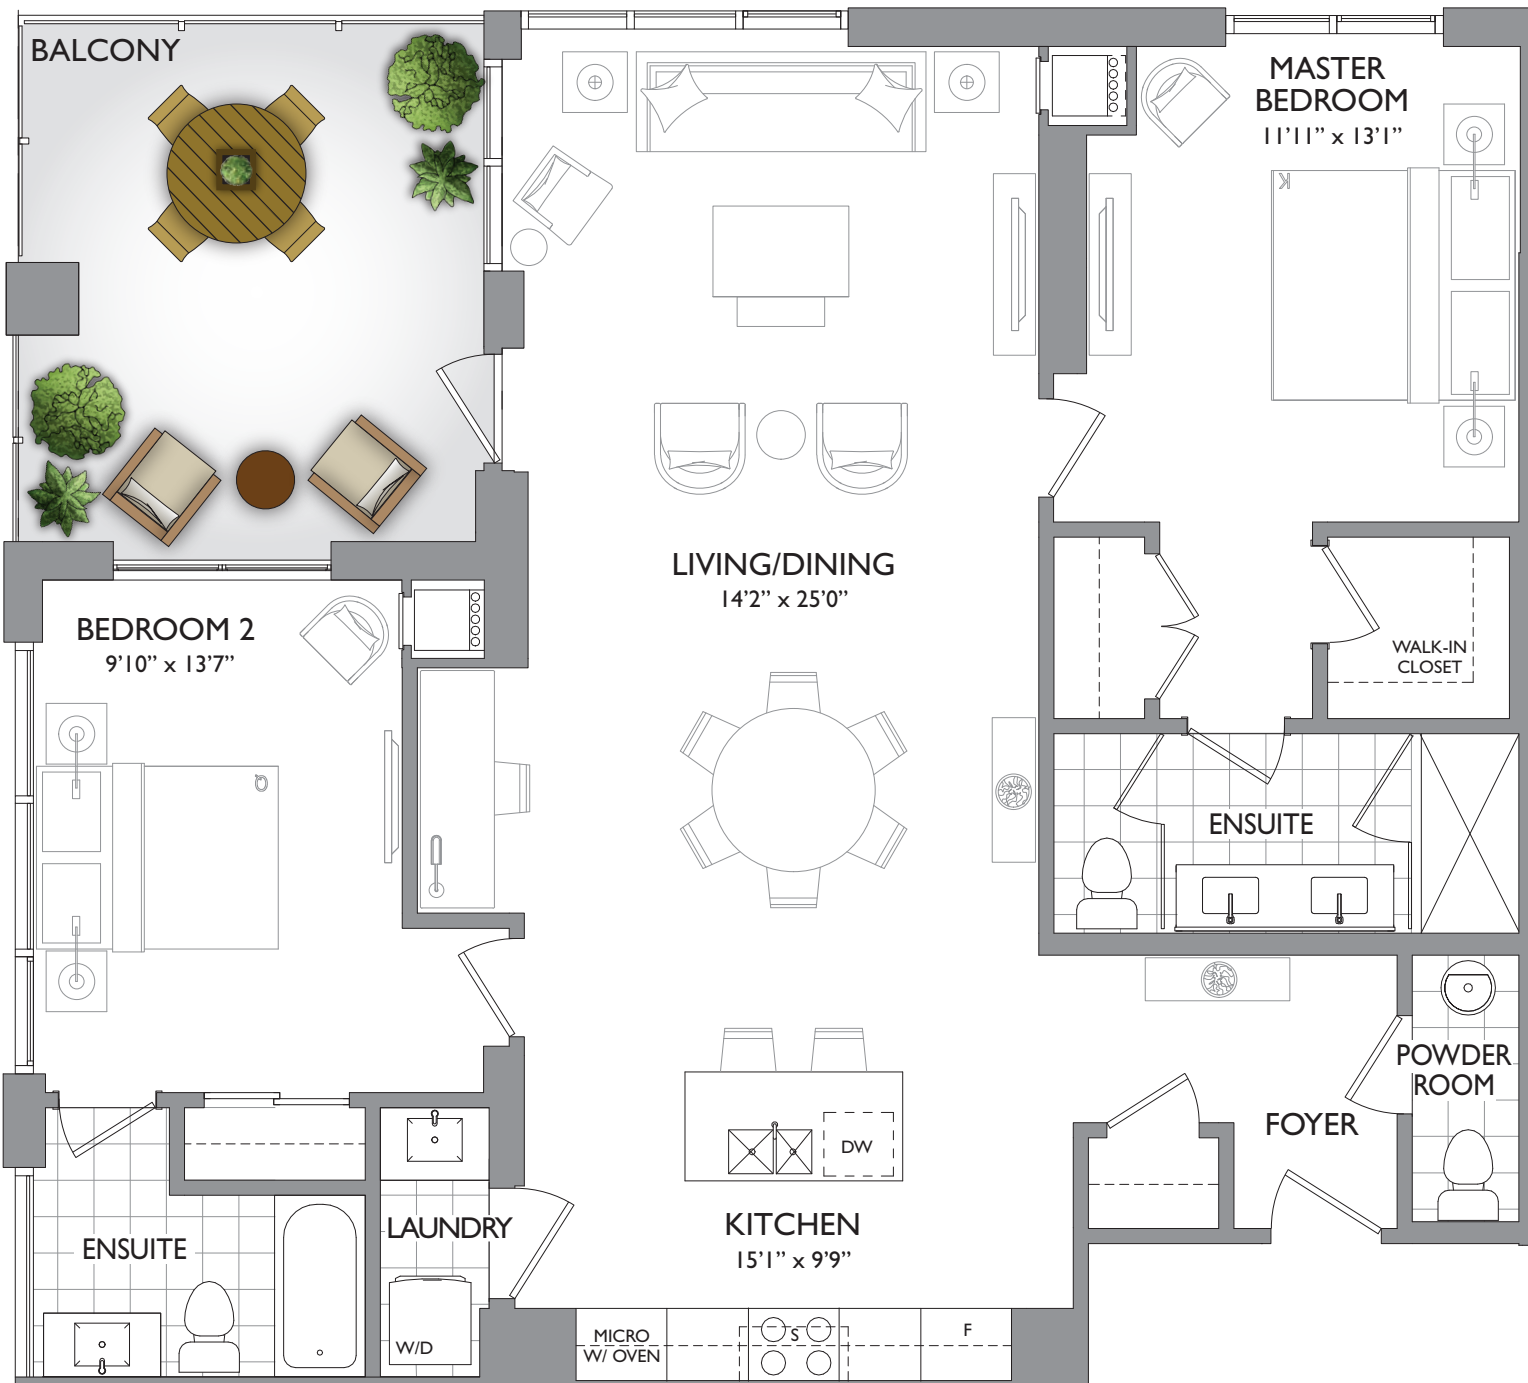 BALCONY
MASTER
BEDROOM
11'11" x 13'1"
K
LIVING/DINING
14'2" x 25'0"
BEDROOM 2
9'10" x 13'7"
Q
WALK-IN
CLOSET
ENSUITE
POWDER
ROOM
FOYER
DW
KITCHEN
15'1" x 9'9"
LAUNDRY
ENSUITE
W/D
MICRO
W/ OVEN
S
F